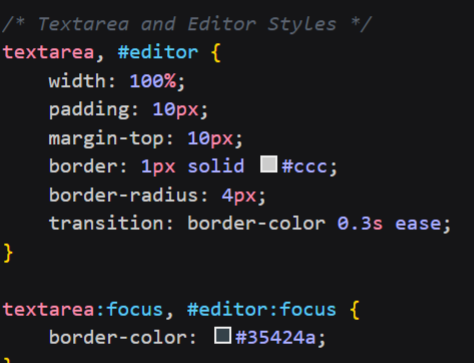 /* Textarea and Editor Styles */
textarea, #editor {
    width: 100%;
    padding: 10px;
    margin-top: 10px;
    border: 1px solid #ccc;
    border-radius: 4px;
    transition: border-color 0.3s ease;
}

textarea:focus, #editor:focus {
    border-color: #35424a;
}